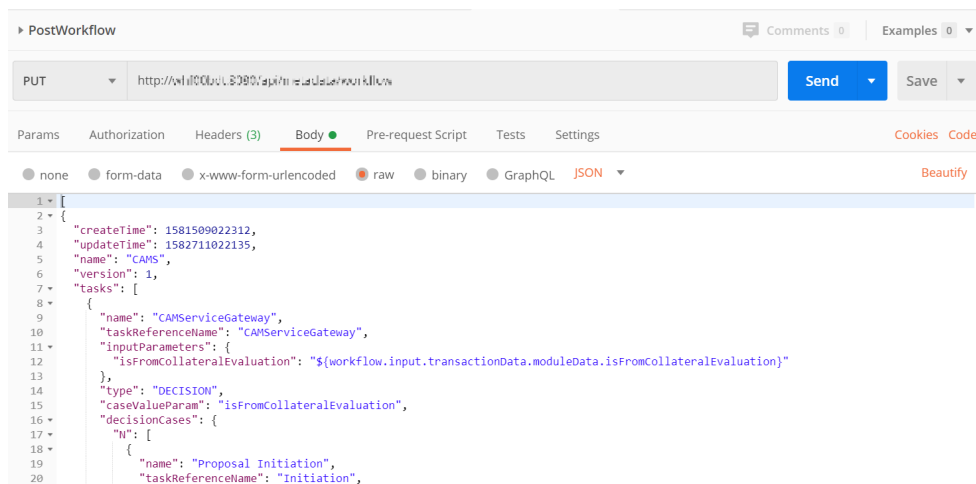 PostWorkflow
Comments 0 Examples 0
PUT http:// Send Save
Params Authorization Headers (3) Body Pre-request Script Tests Settings Cookies Code
none form-data x-www-form-urlencoded raw binary GraphQL JSON Beautify
1 [
2 {
3 "createTime": 1581509022312,
4 "updateTime": 1582711022135,
5 "name": "CAMS",
6 "version": 1,
7 "tasks": [
8 {
9 "name": "CAMServiceGateway",
10 "taskReferenceName": "CAMServiceGateway",
11 "inputParameters": {
12 "isFromCollateralEvaluation": "${workflow.input.transactionData.moduleData.isFromCollateralEvaluation}"
13 },
14 "type": "DECISION",
15 "caseValueParam": "isFromCollateralEvaluation",
16 "decisionCases": {
17 "N": [
18 {
19 "name": "Proposal Initiation",
20 "taskReferenceName": "Initiation",